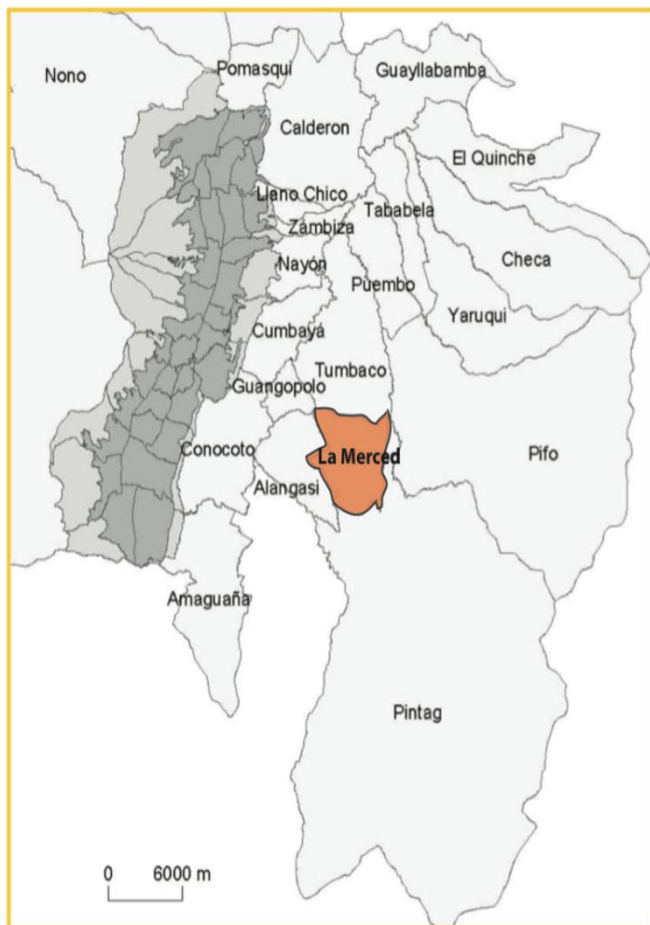 Nono
Pomasqui
Guayllabamba
Calderon
El Quinche
Llano Chico
Tababela
Zámbiza
Checa
Nayón
Puembo
Yaruqui
Cumbayá
Tumbaco
Guangopolo
Conocoto
La Merced
Pifo
Alangasi
Amaguaña
Pintag
0 6000 m